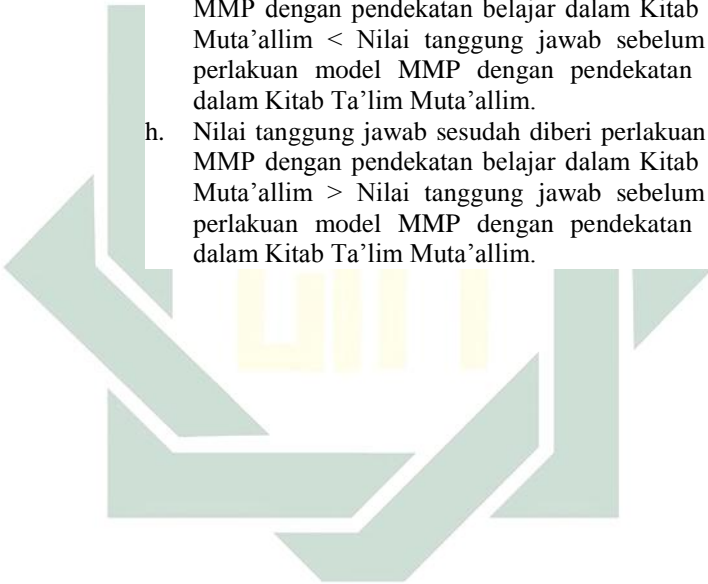 MMP dengan pendekatan belajar dalam Kitab
Muta’allim < Nilai tanggung jawab sebelum
perlakuan model MMP dengan pendekatan
dalam Kitab Ta’lim Muta’allim.
h. Nilai tanggung jawab sesudah diberi perlakuan
MMP dengan pendekatan belajar dalam Kitab
Muta’allim > Nilai tanggung jawab sebelum
perlakuan model MMP dengan pendekatan
dalam Kitab Ta’lim Muta’allim.